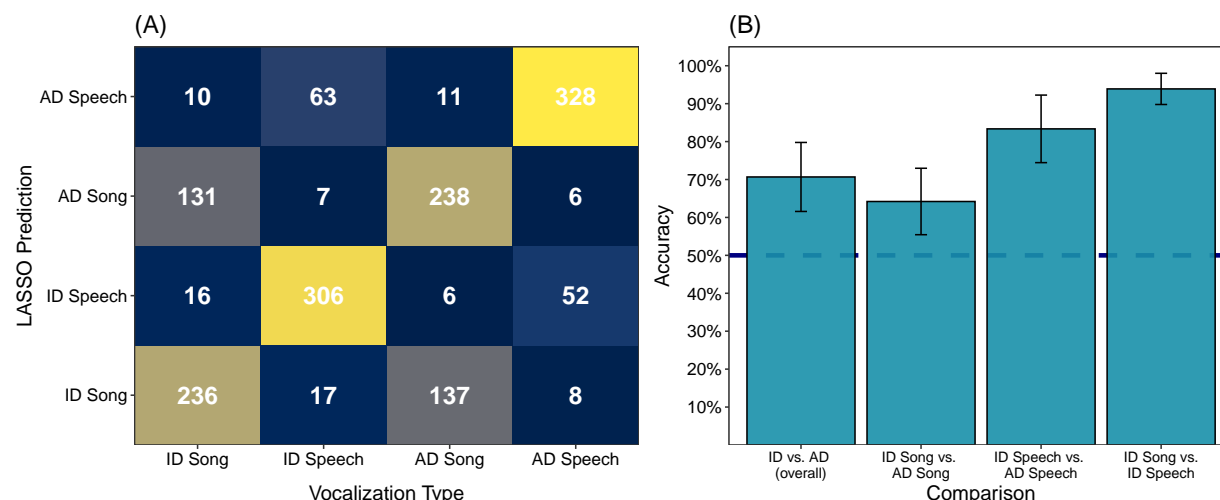 (A)
LASSO Prediction
AD Speech
10 63 11 328
AD Song
131 7 238 6
ID Speech
16 306 6 52
ID Song
236 17 137 8
ID Song ID Speech AD Song AD Speech
Vocalization Type
(B)
Accuracy
100%
90%
80%
70%
60%
50%
40%
30%
20%
10%
ID vs. AD
(overall)
ID Song vs.
AD Song
ID Speech vs.
AD Speech
ID Song vs.
ID Speech
Comparison